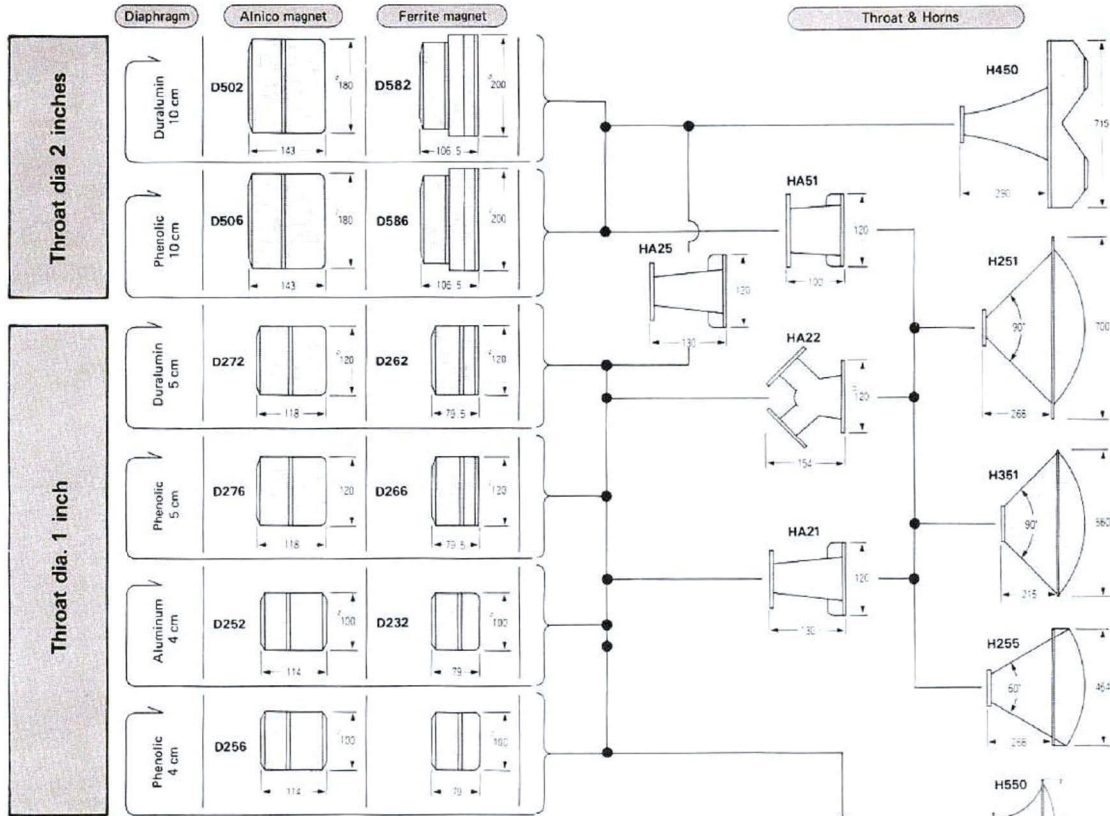 Diaphragm
Alnico magnet
Ferrite magnet
Throat & Horns
Throat dia 2 inches
Duralumin
10 cm
D502
180
143
D582
200
106.5
Phenolic
10 cm
D506
180
143
D586
200
106.5
Throat dia. 1 inch
Duralumin
5 cm
D272
120
118
D262
120
79.5
Phenolic
5 cm
D276
120
118
D266
120
79.5
Aluminum
4 cm
D252
100
114
D232
100
79
Phenolic
4 cm
D256
100
114
100
79
HA25
120
130
HA51
120
100
HA22
120
154
HA21
120
130
H450
715
290
H251
90°
700
266
H351
90°
560
215
H255
60°
464
H550